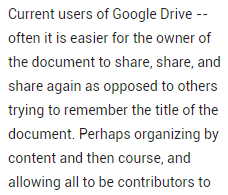 Current users of Google Drive --
often it is easier for the owner of
the document to share, share, and
share again as opposed to others
trying to remember the title of the
document. Perhaps organizing by
content and then course, and
allowing all to be contributors to